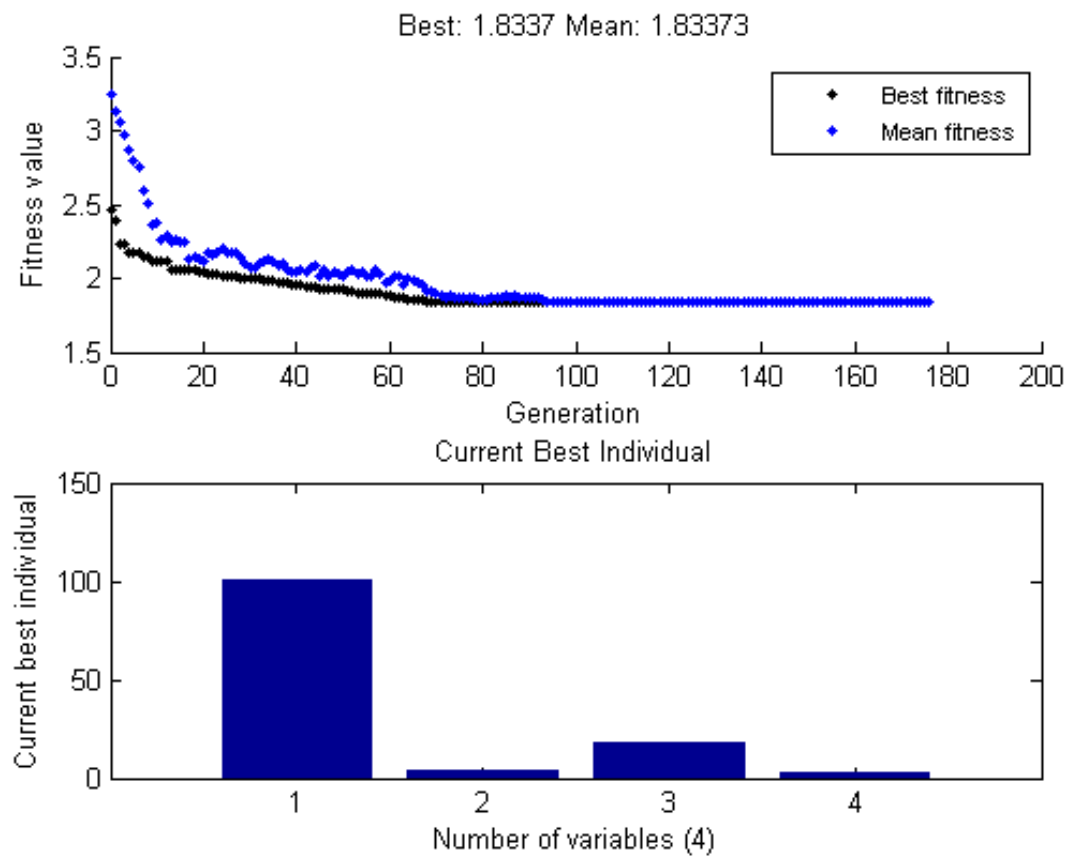 Best: 1.8337 Mean: 1.83373
3.5
3
2.5
2
1.5
Fitness value
Best fitness
Mean fitness
0 20 40 60 80 100 120 140 160 180 200
Generation
Current Best Individual
150
100
50
0
Current best individual
1 2 3 4
Number of variables (4)